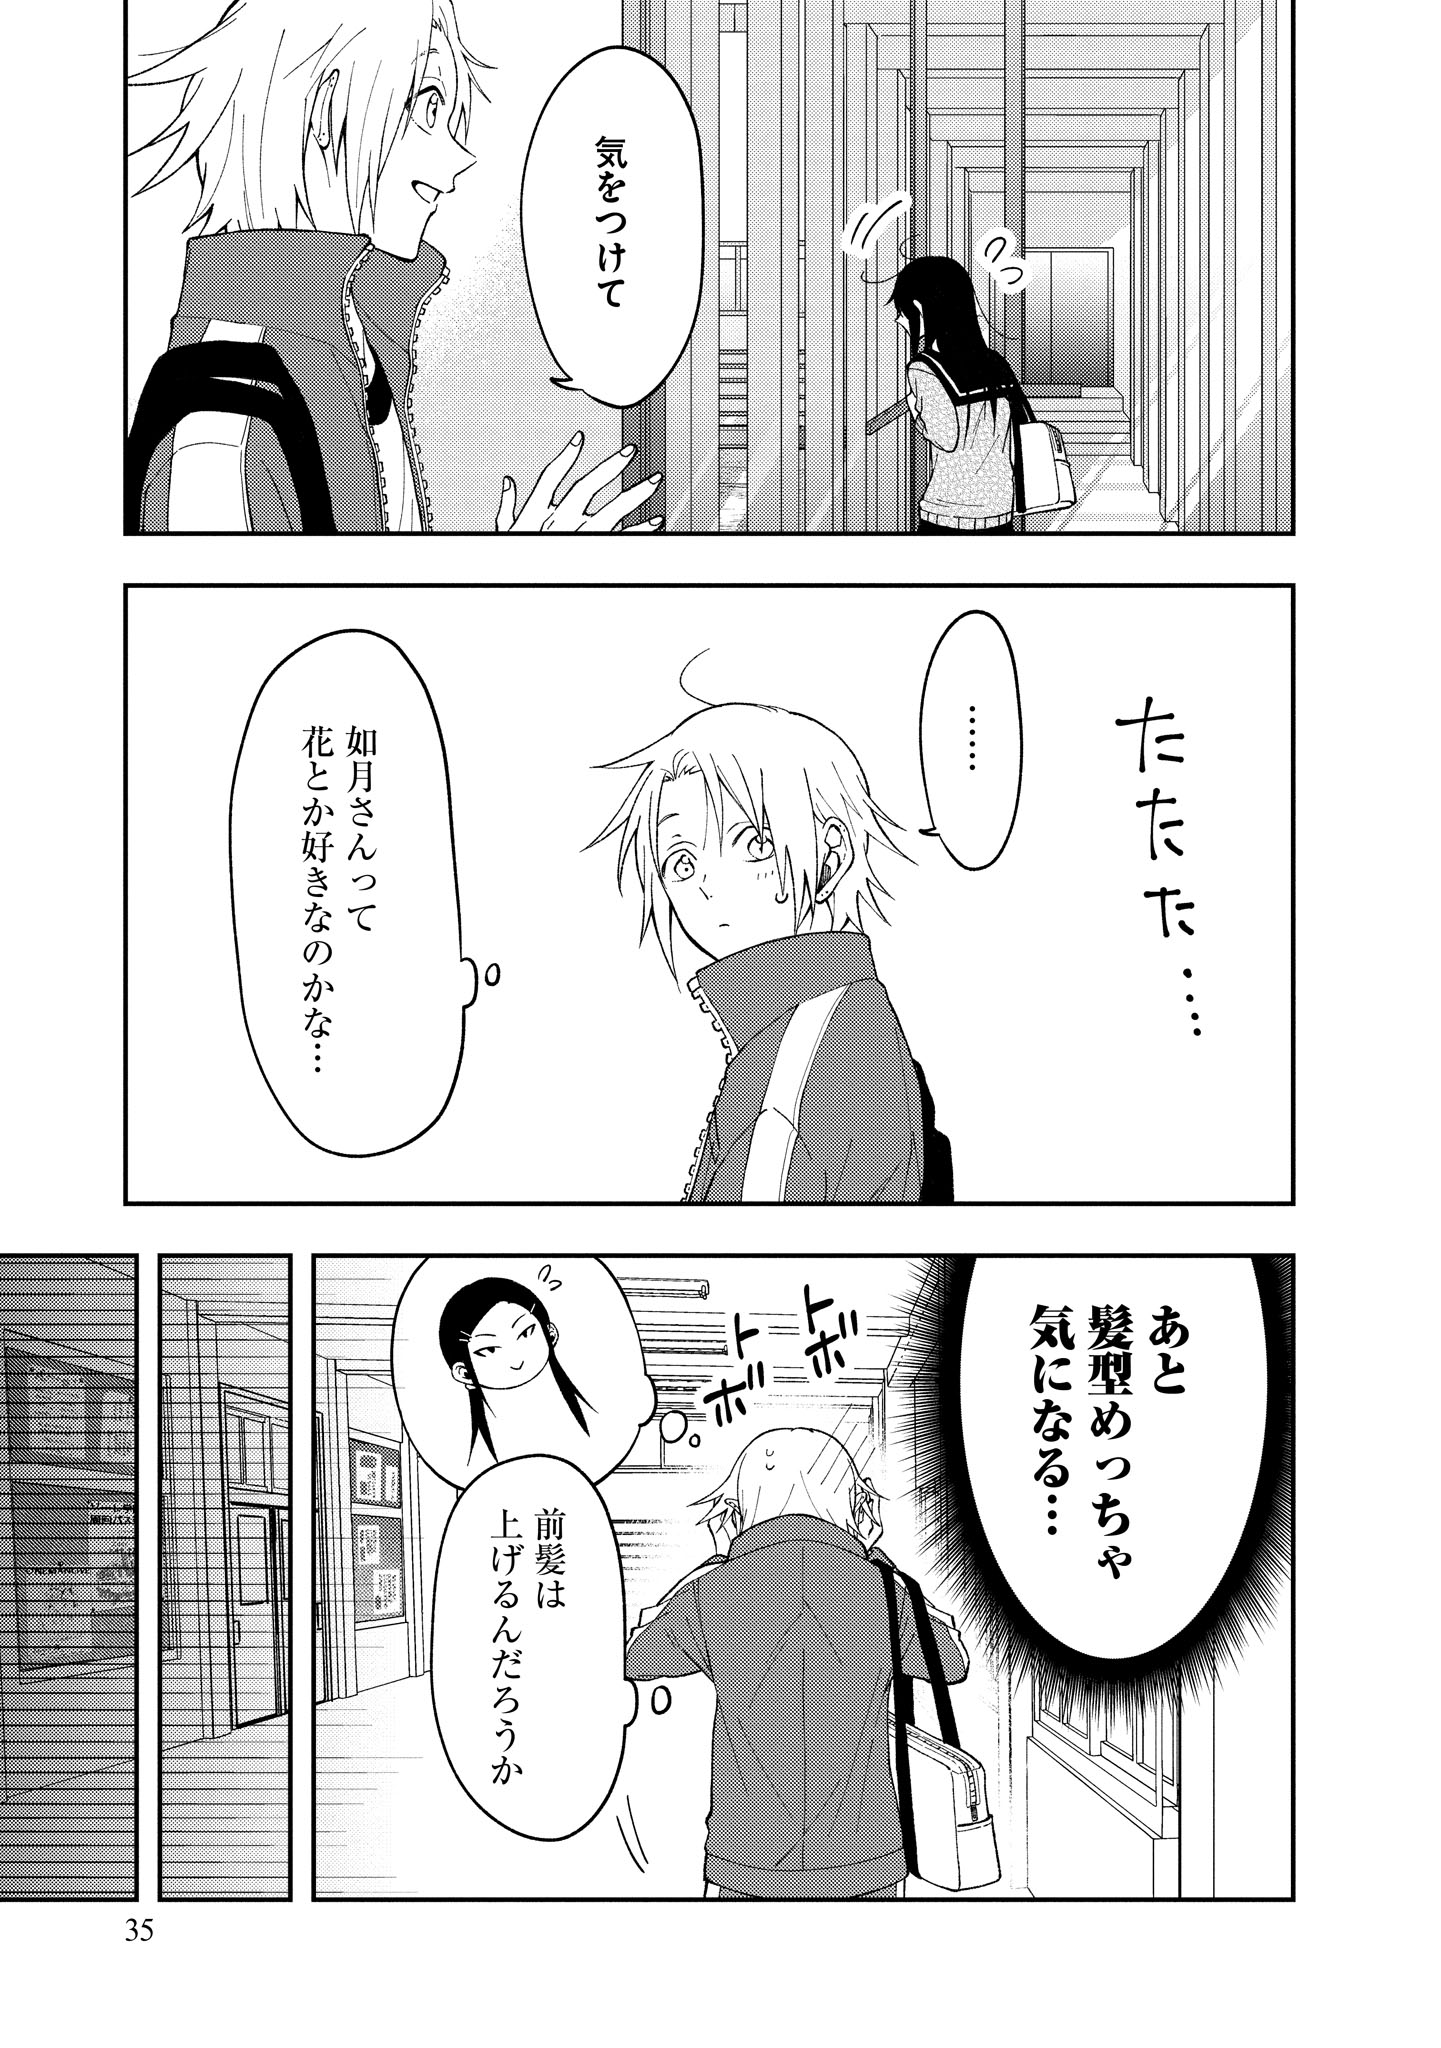 気をつけて
たたた…
……
如月さんって
花とか好きなのかな…
あと
髪型めっちゃ
気になる…
トボ
トボ
前髪は
上げるんだろうか
35